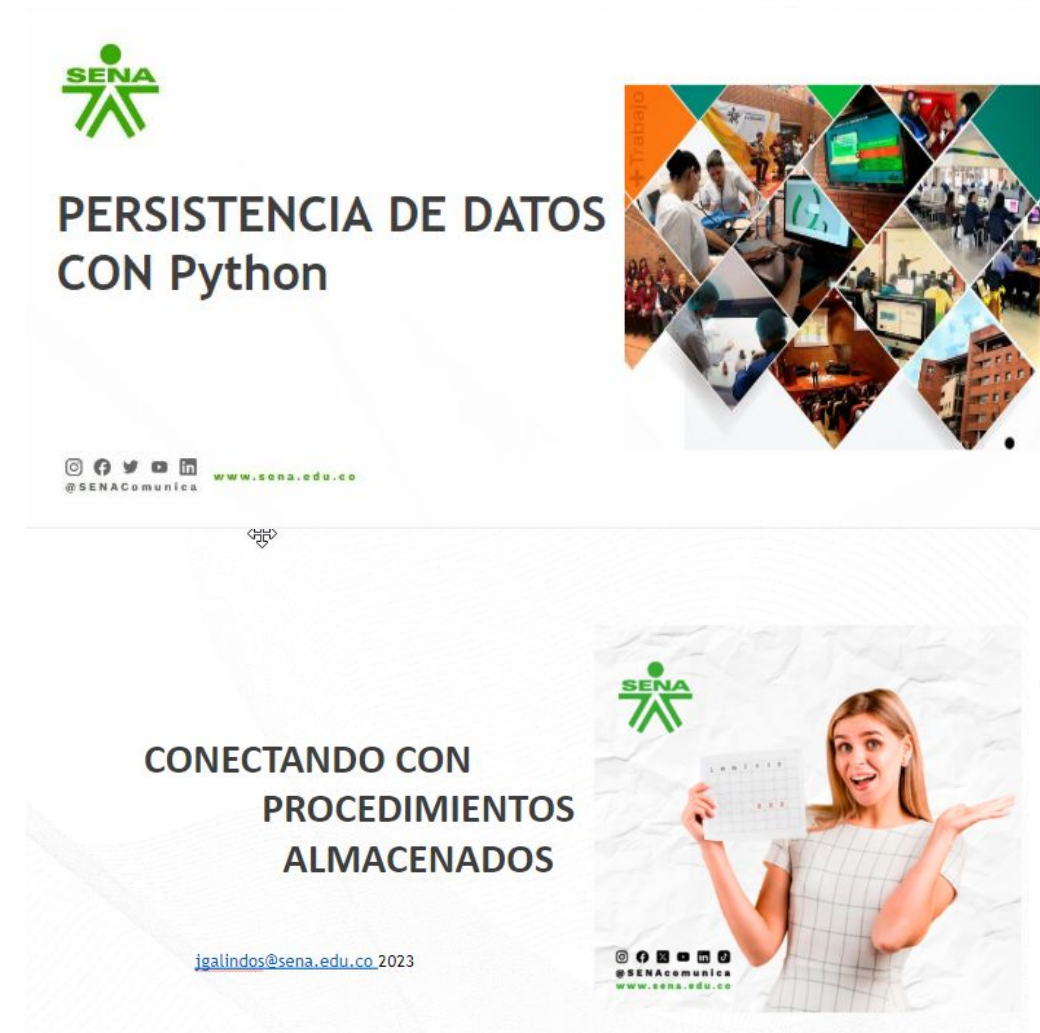 SENA
+ Trabajo
PERSISTENCIA DE DATOS
CON Python
@SENAComunica
www.sena.edu.co
CONECTANDO CON
PROCEDIMIENTOS
ALMACENADOS
jgalindos@sena.edu.co 2023
SENA
@SENAcomunica
www.sena.edu.co